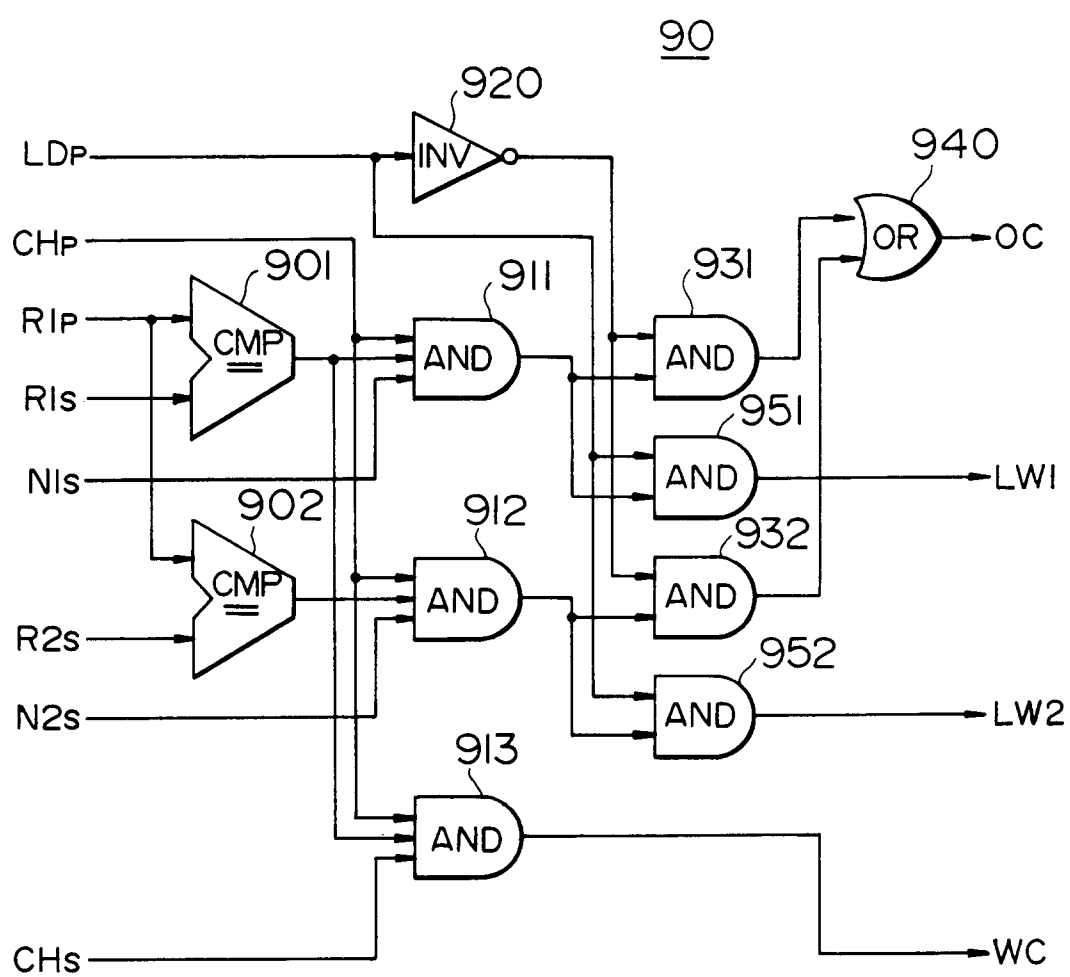 90
920
LDP
INV
940
CHP
OR
OC
901
911
931
R1P
CMP
=
AND
AND
R1S
951
N1S
AND
LW1
902
912
932
CMP
=
AND
AND
R2S
952
N2S
AND
LW2
913
AND
CHS
WC